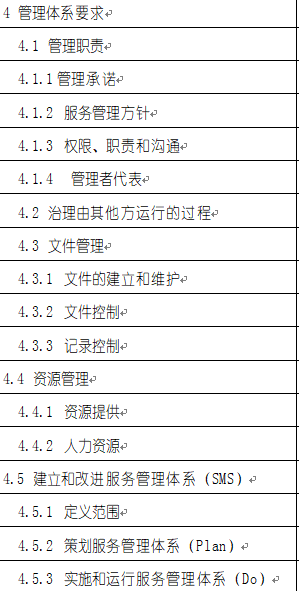 4 管理体系要求
4.1 管理职责
4.1.1管理承诺
4.1.2 服务管理方针
4.1.3 权限、职责和沟通
4.1.4 管理者代表
4.2 治理由其他方运行的过程
4.3 文件管理
4.3.1 文件的建立和维护
4.3.2 文件控制
4.3.3 记录控制
4.4 资源管理
4.4.1 资源提供
4.4.2 人力资源
4.5 建立和改进服务管理体系（SMS）
4.5.1 定义范围
4.5.2 策划服务管理体系（Plan）
4.5.3 实施和运行服务管理体系（Do）